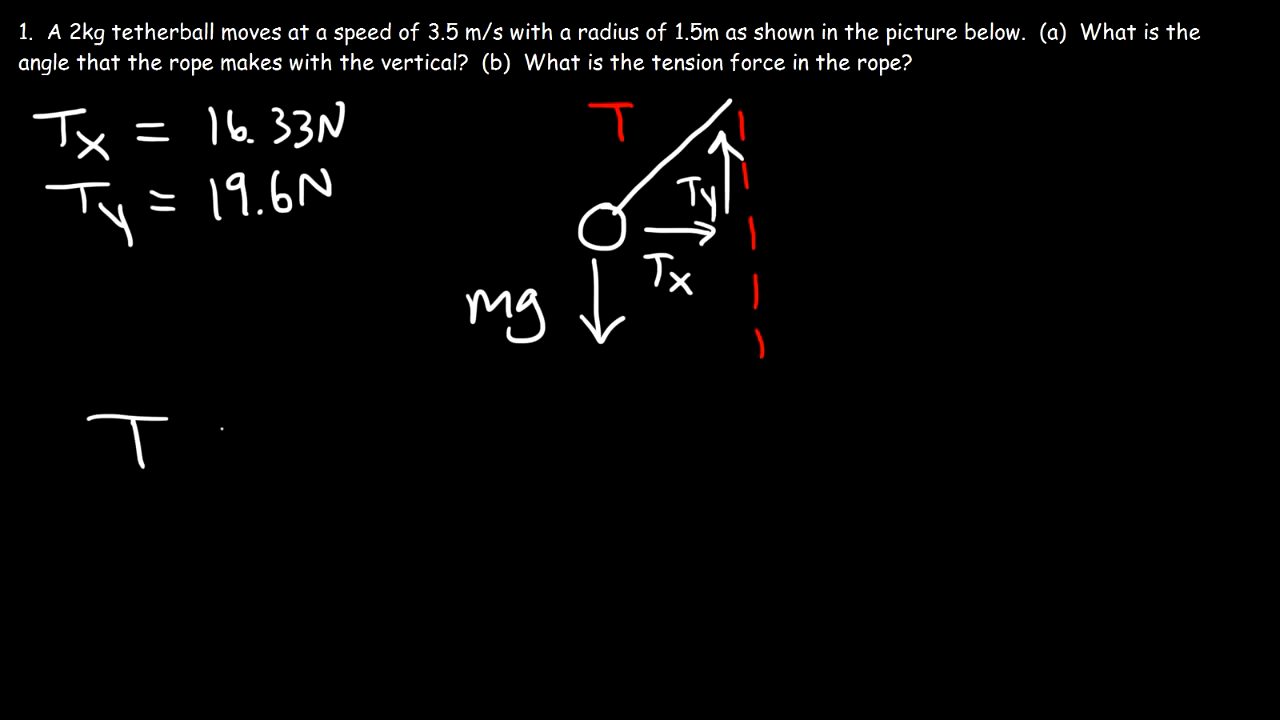 1. A 2kg tetherball moves at a speed of 3.5 m/s with a radius of 1.5m as shown in the picture below. (a) What is the
angle that the rope makes with the vertical? (b) What is the tension force in the rope?
Tx = 16.33N
Ty = 19.6N
T
Ty
Tx
mg
T